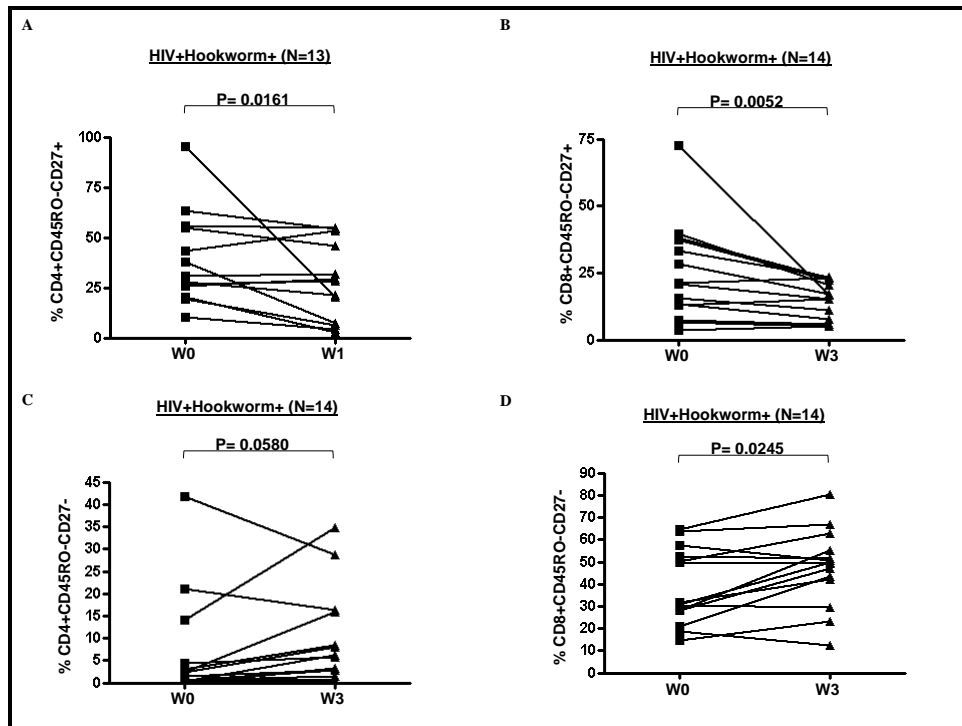 A
HIV+Hookworm+ (N=13)
P= 0.0161
% CD4+CD45RO-CD27+
100
75
50
25
0
W0 W1
B
HIV+Hookworm+ (N=14)
P= 0.0052
% CD8+CD45RO-CD27+
75
50
25
0
W0 W3
C
HIV+Hookworm+ (N=14)
P= 0.0580
% CD4+CD45RO-CD27-
45
40
35
30
25
20
15
10
5
0
W0 W3
D
HIV+Hookworm+ (N=14)
P= 0.0245
% CD8+CD45RO-CD27-
90
80
70
60
50
40
30
20
10
0
W0 W3